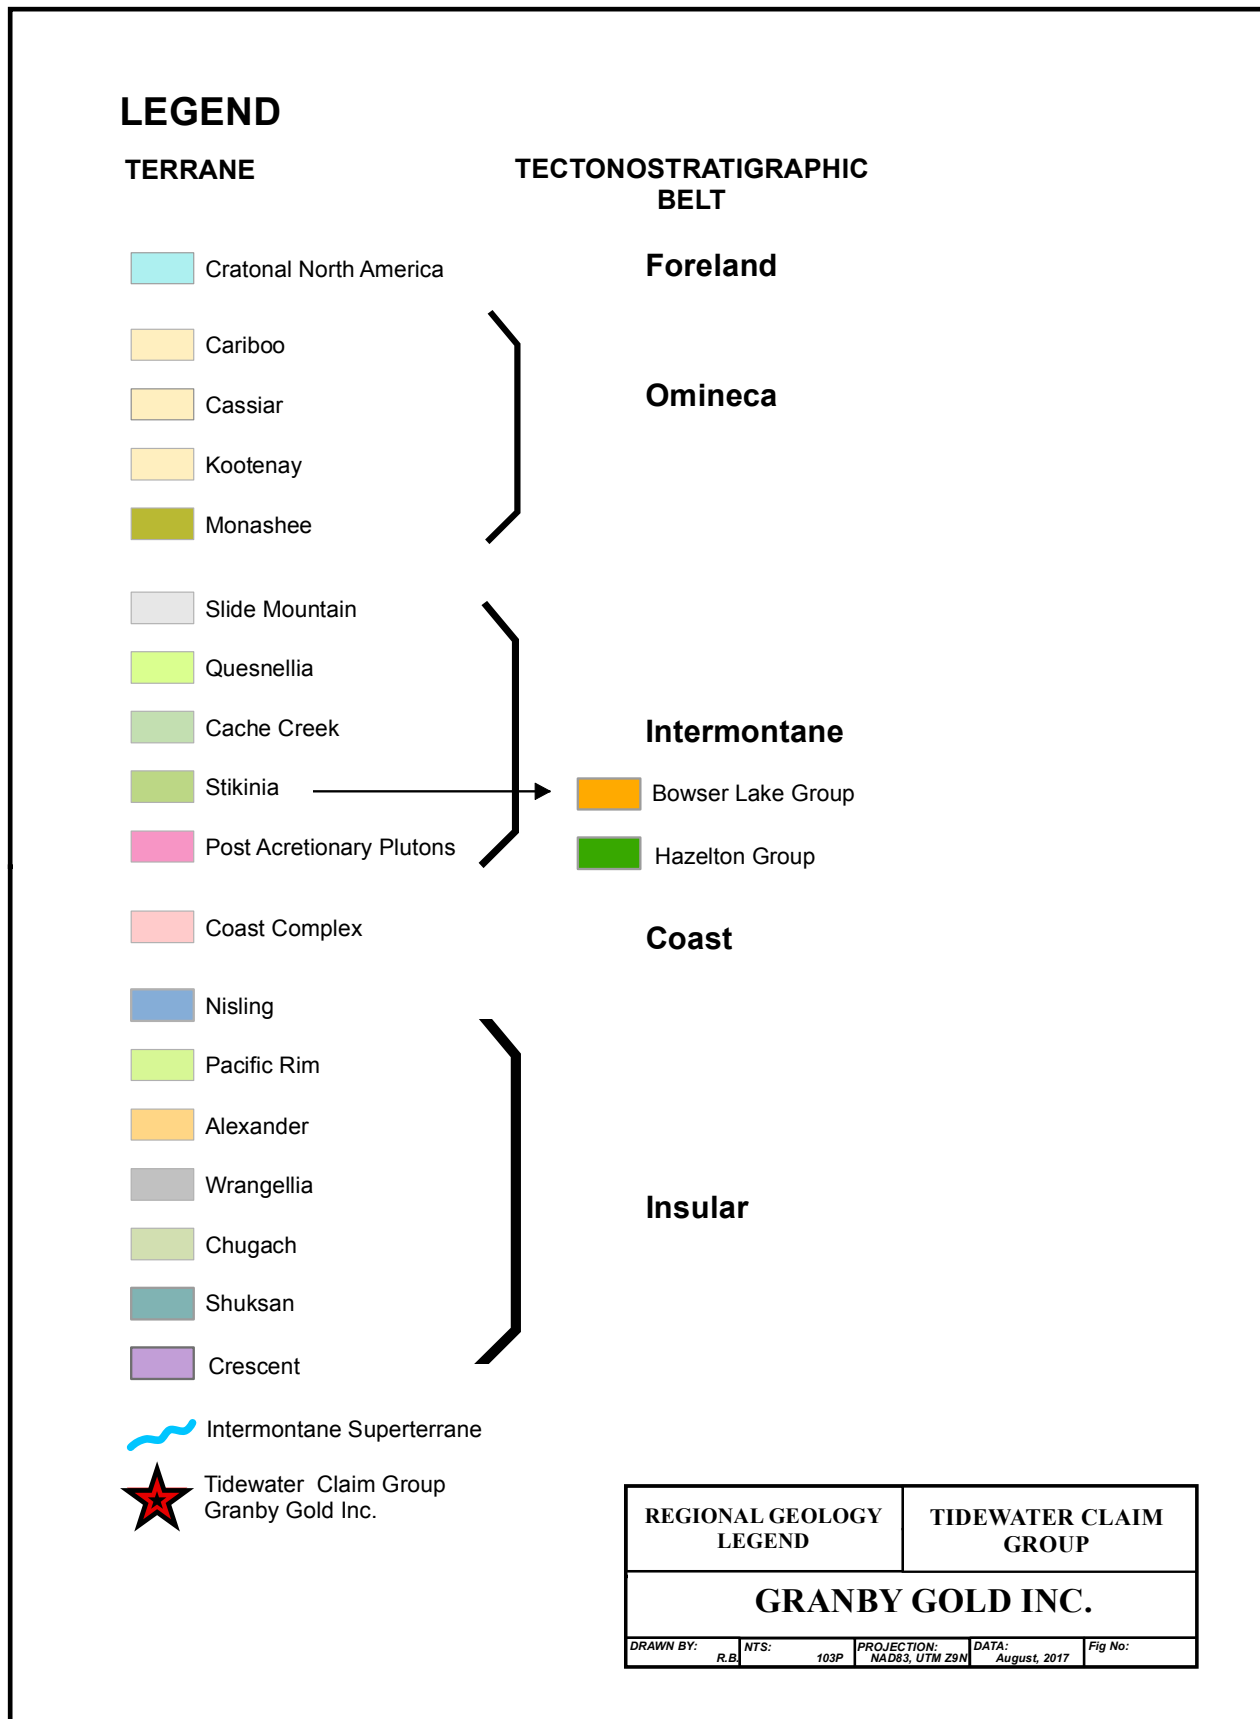 LEGEND
TERRANE
TECTONOSTRATIGRAPHIC
BELT
Cratonal North America
Foreland
Cariboo
Cassiar
Omineca
Kootenay
Monashee
Slide Mountain
Quesnellia
Cache Creek
Intermontane
Stikinia
Bowser Lake Group
Post Acretionary Plutons
Hazelton Group
Coast Complex
Coast
Nisling
Pacific Rim
Alexander
Wrangellia
Insular
Chugach
Shuksan
Crescent
Intermontane Superterrane
Tidewater Claim Group
Granby Gold Inc.
REGIONAL GEOLOGY
LEGEND
TIDEWATER CLAIM
GROUP
GRANBY GOLD INC.
DRAWN BY:
R.B.
NTS:
103P
PROJECTION:
NAD83, UTM Z9N
DATA:
August, 2017
Fig No: